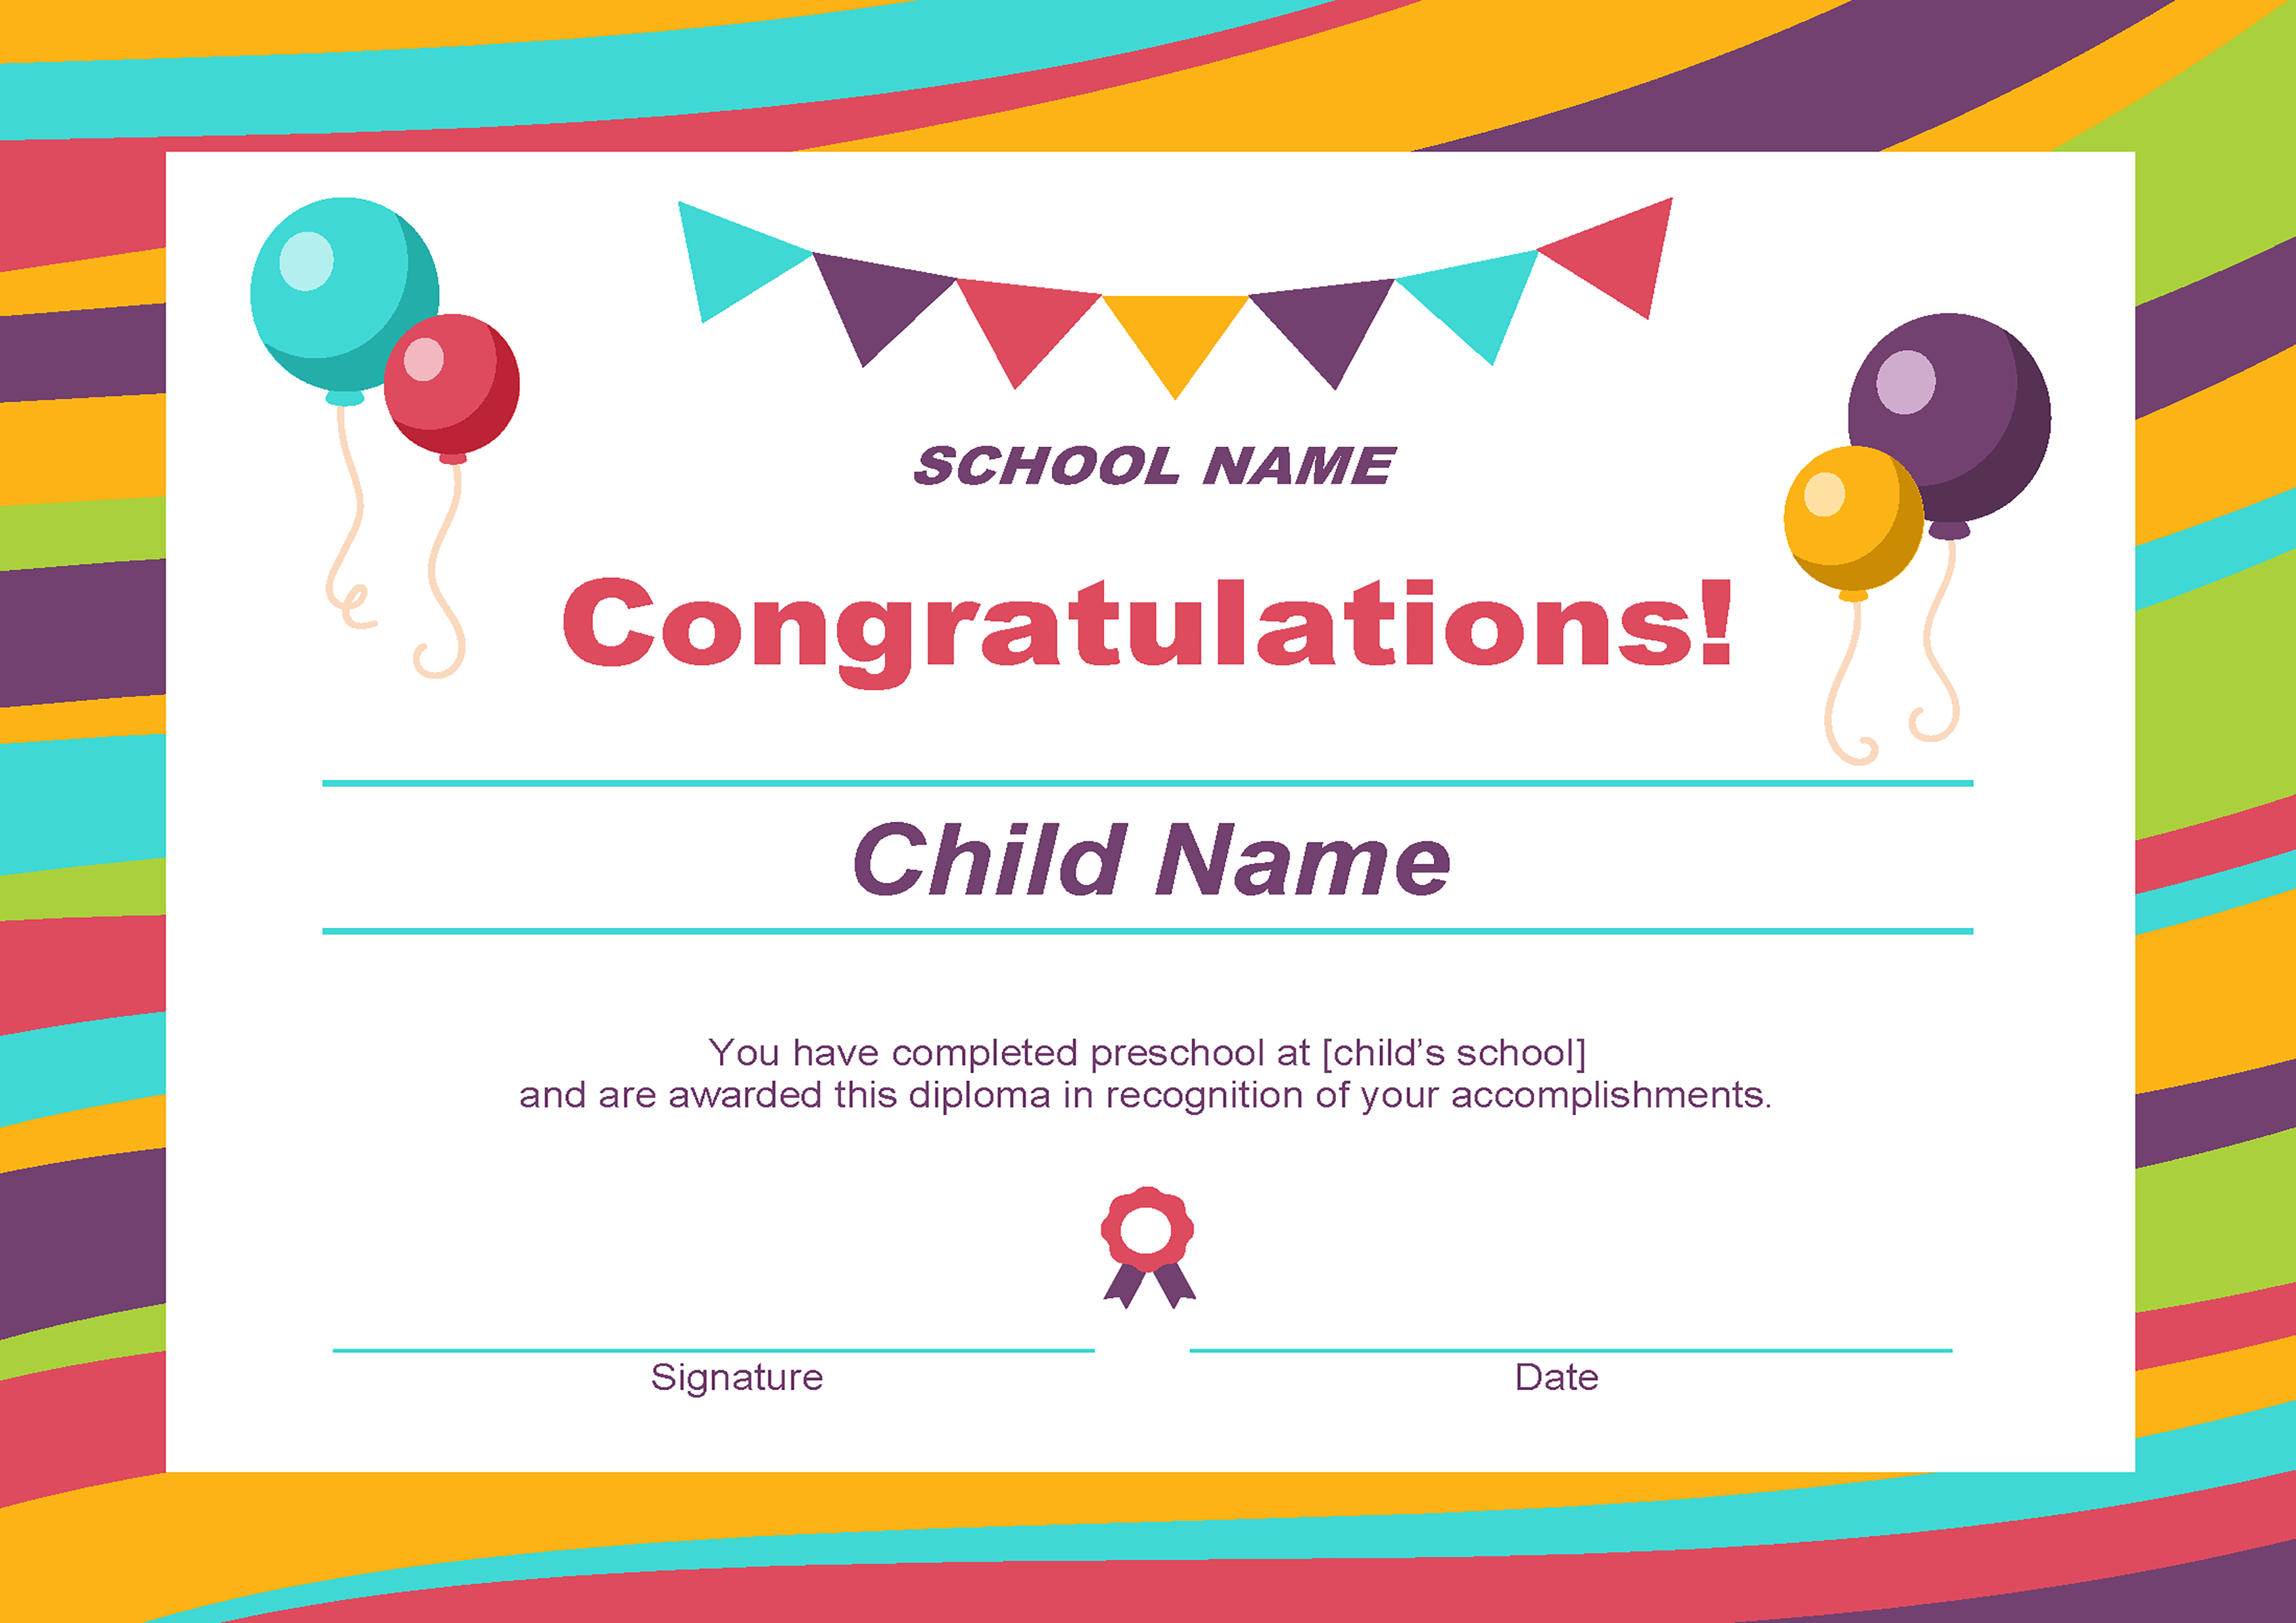 SCHOOL NAME
Congratulations!
Child Name
You have completed preschool at [child’s school]
and are awarded this diploma in recognition of your accomplishments.
Signature
Date